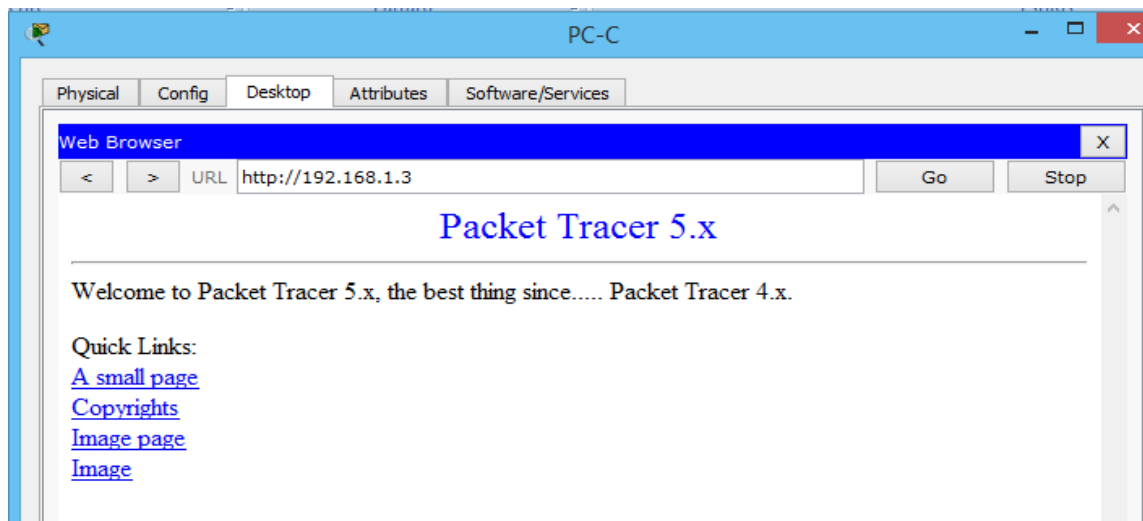 PC-C
Physical Config Desktop Attributes Software/Services
Web Browser X
< > URL http://192.168.1.3 Go Stop
Packet Tracer 5.x
Welcome to Packet Tracer 5.x, the best thing since..... Packet Tracer 4.x.
Quick Links:
A small page
Copyrights
Image page
Image